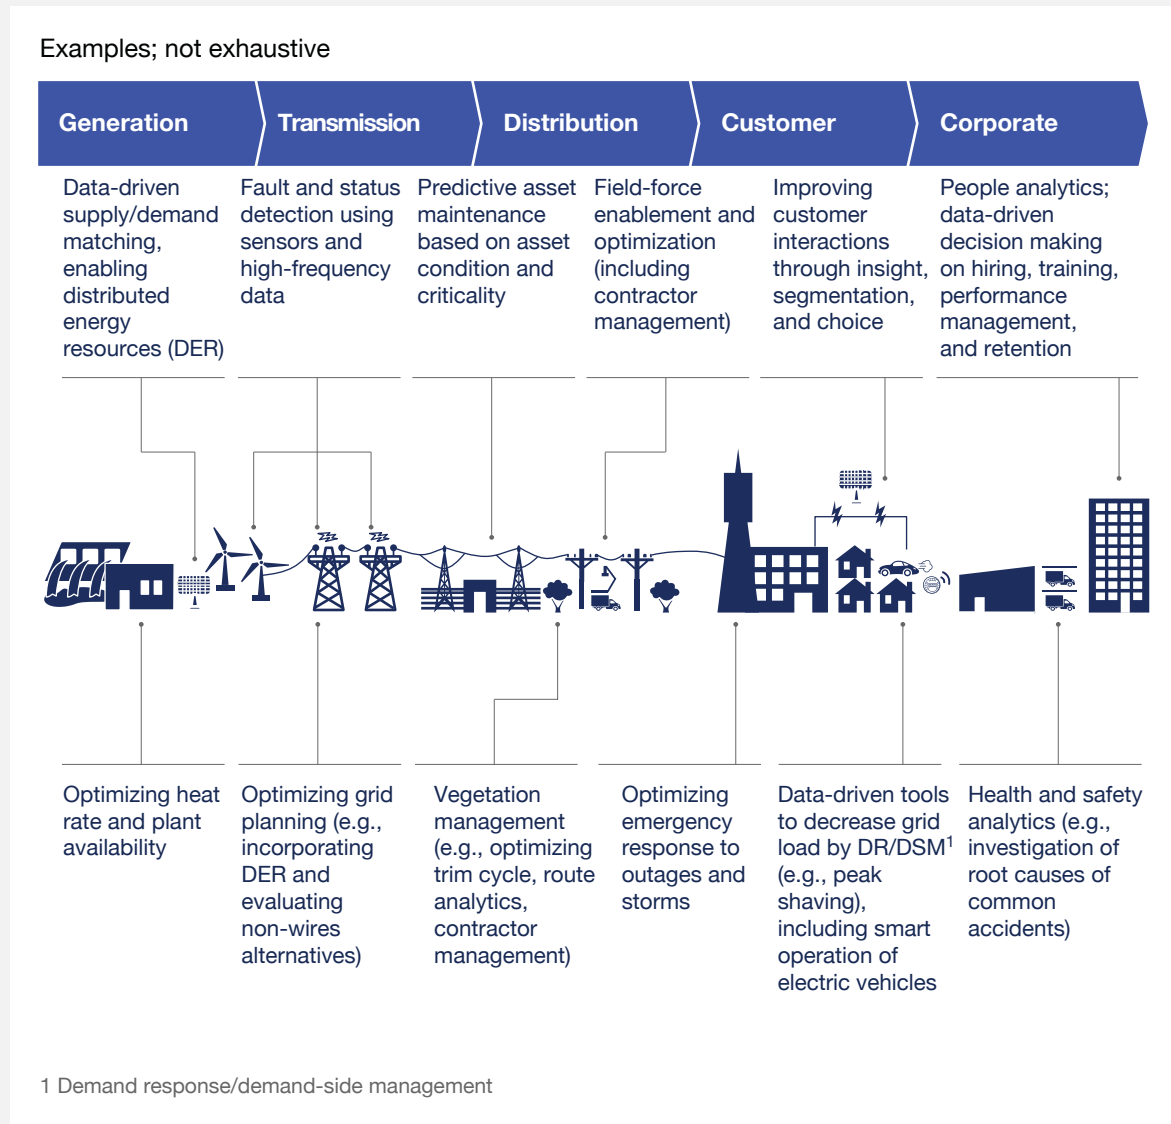 Examples; not exhaustive
Generation
Transmission
Distribution
Customer
Corporate
Data-driven
supply/demand
matching,
enabling
distributed
energy
resources (DER)
Fault and status
detection using
sensors and
high-frequency
data
Predictive asset
maintenance
based on asset
condition and
criticality
Field-force
enablement and
optimization
(including
contractor
management)
Improving
customer
interactions
through insight,
segmentation,
and choice
People analytics;
data-driven
decision making
on hiring, training,
performance
management,
and retention
Optimizing heat
rate and plant
availability
Optimizing grid
planning (e.g.,
incorporating
DER and
evaluating
non-wires
alternatives)
Vegetation
management
(e.g., optimizing
trim cycle, route
analytics,
contractor
management)
Optimizing
emergency
response to
outages and
storms
Data-driven tools
to decrease grid
load by DR/DSM¹
(e.g., peak
shaving),
including smart
operation of
electric vehicles
Health and safety
analytics (e.g.,
investigation of
root causes of
common
accidents)
1 Demand response/demand-side management